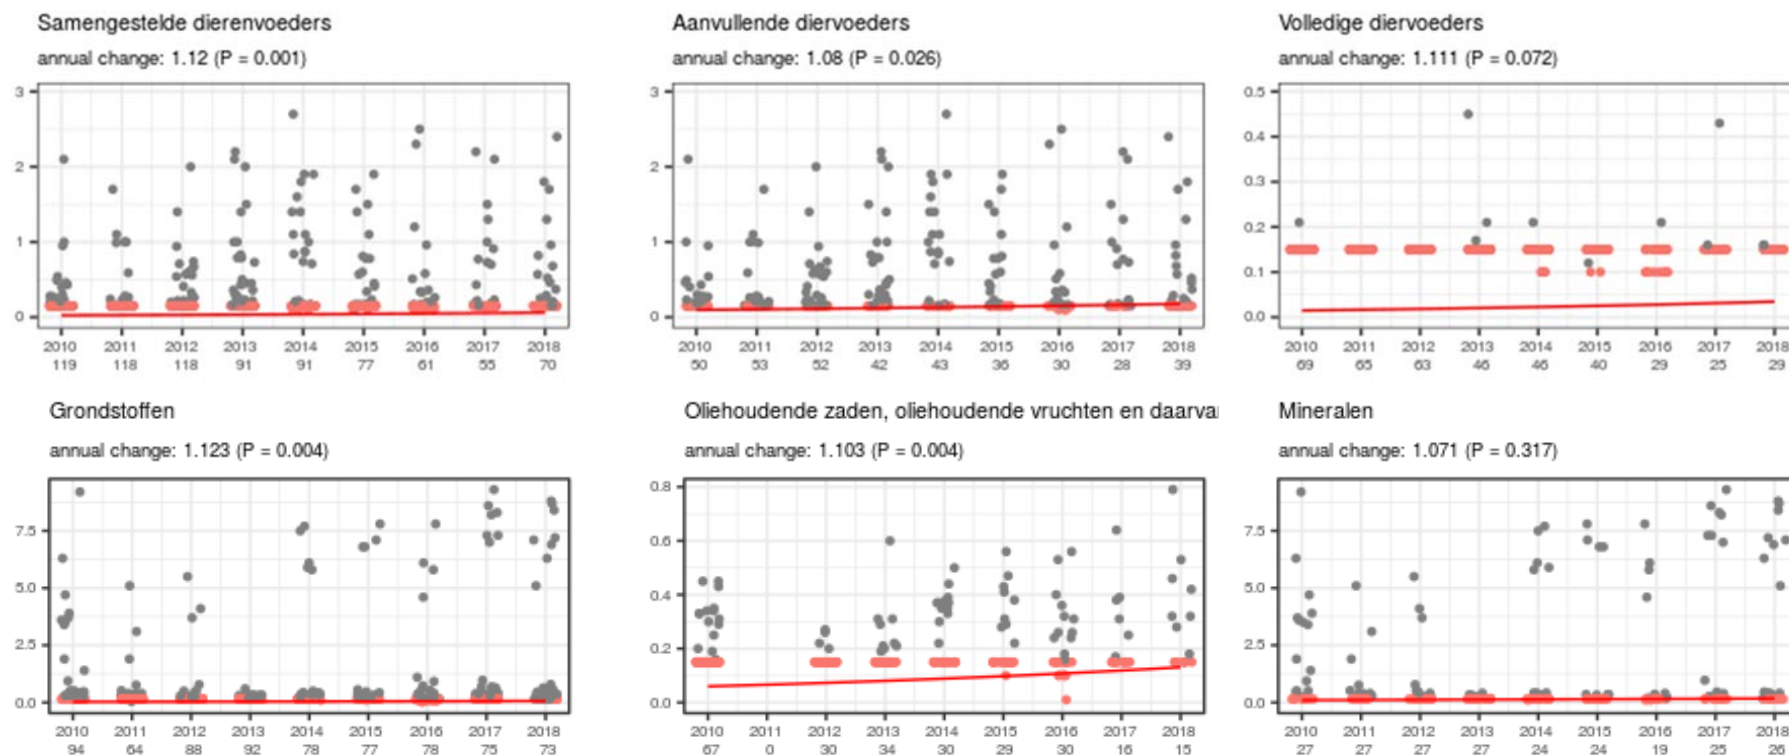 Samengestelde dierenvoeders
annual change: 1.12 (P = 0.001)
3
2
1
0
2010 2011 2012 2013 2014 2015 2016 2017 2018
119 118 118 91 91 77 61 55 70
Aanvullende diervoeders
annual change: 1.08 (P = 0.026)
3
2
1
0
2010 2011 2012 2013 2014 2015 2016 2017 2018
50 53 52 42 43 36 30 28 39
Volledige diervoeders
annual change: 1.111 (P = 0.072)
0.5
0.4
0.3
0.2
0.1
0.0
2010 2011 2012 2013 2014 2015 2016 2017 2018
69 65 63 46 46 40 29 25 29
Grondstoffen
annual change: 1.123 (P = 0.004)
7.5
5.0
2.5
0.0
2010 2011 2012 2013 2014 2015 2016 2017 2018
94 64 88 92 78 77 78 75 73
Oliehoudende zaden, oliehoudende vruchten en daarva
annual change: 1.103 (P = 0.004)
0.8
0.6
0.4
0.2
0.0
2010 2011 2012 2013 2014 2015 2016 2017 2018
67 0 30 34 30 29 30 16 15
Mineralen
annual change: 1.071 (P = 0.317)
7.5
5.0
2.5
0.0
2010 2011 2012 2013 2014 2015 2016 2017
27 27 27 27 24 24 19 24